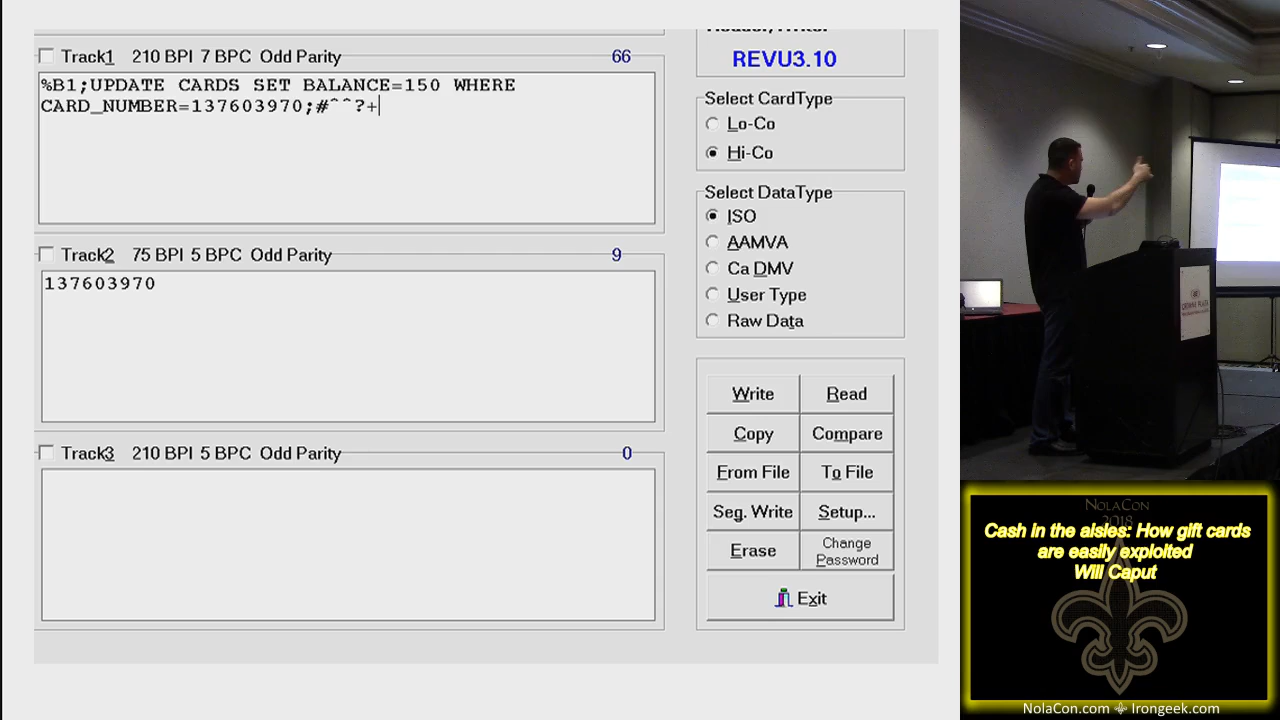 Track1 210 BPI 7 BPC Odd Parity 66
%B1;UPDATE CARDS SET BALANCE=150 WHERE
CARD_NUMBER=137603970;#^^?+
Track2 75 BPI 5 BPC Odd Parity 9
137603970
Track3 210 BPI 5 BPC Odd Parity 0
REVU3.10
Select CardType
Lo-Co
Hi-Co
Select DataType
ISO
AAMVA
Ca DMV
User Type
Raw Data
Write Read
Copy Compare
From File To File
Seg. Write Setup...
Erase Change
Password
Exit
CROWNE PLAZA
NOLACON
2018
Cash in the aisles: How gift cards
are easily exploited
Will Caput
NolaCon.com Irongeek.com